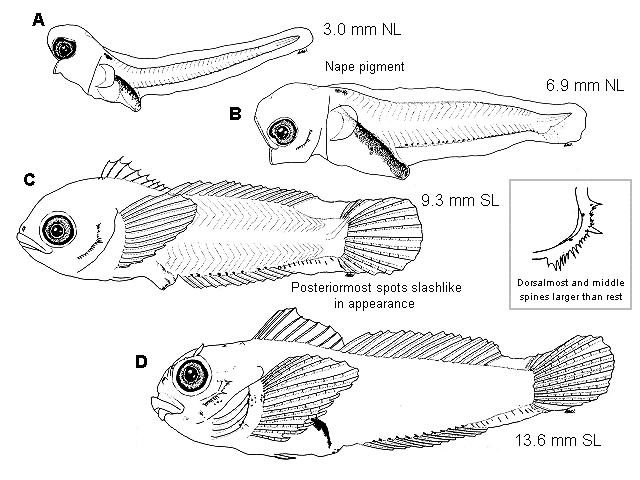 A
3.0 mm NL
Nape pigment
6.9 mm NL
B
C
9.3 mm SL
Dorsalmost and middle
spines larger than rest
Posteriormost spots slashlike
in appearance
D
13.6 mm SL